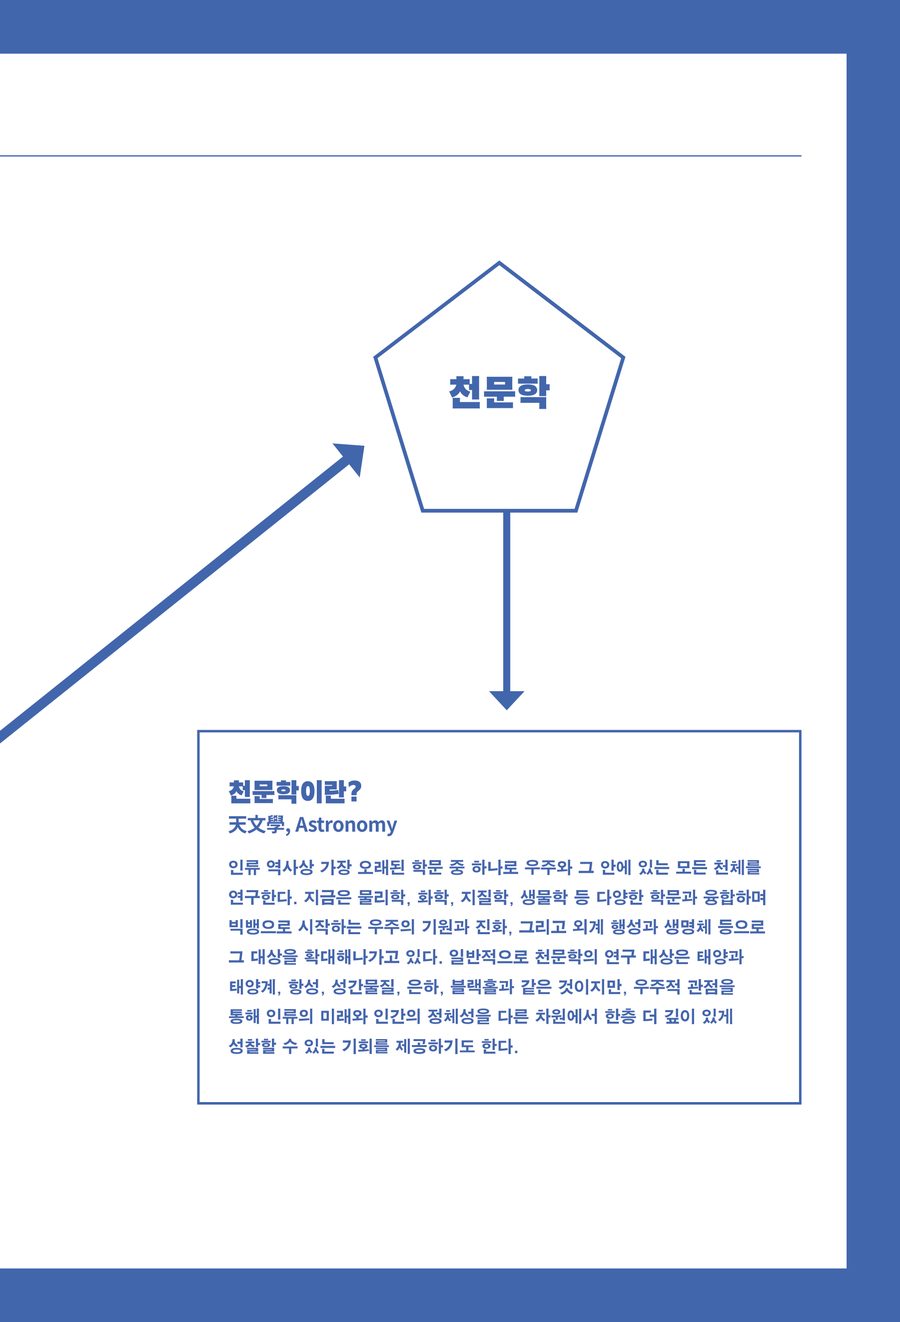 천문학
천문학이란?
天文學, Astronomy
인류 역사상 가장 오래된 학문 중 하나로 우주와 그 안에 있는 모든 천체를
연구한다. 지금은 물리학, 화학, 지질학, 생물학 등 다양한 학문과 융합하며
빅뱅으로 시작하는 우주의 기원과 진화, 그리고 외계 행성과 생명체 등으로
그 대상을 확대해나가고 있다. 일반적으로 천문학의 연구 대상은 태양과
태양계, 항성, 성간물질, 은하, 블랙홀과 같은 것이지만, 우주적 관점을
통해 인류의 미래와 인간의 정체성을 다른 차원에서 한층 더 깊이 있게
성찰할 수 있는 기회를 제공하기도 한다.